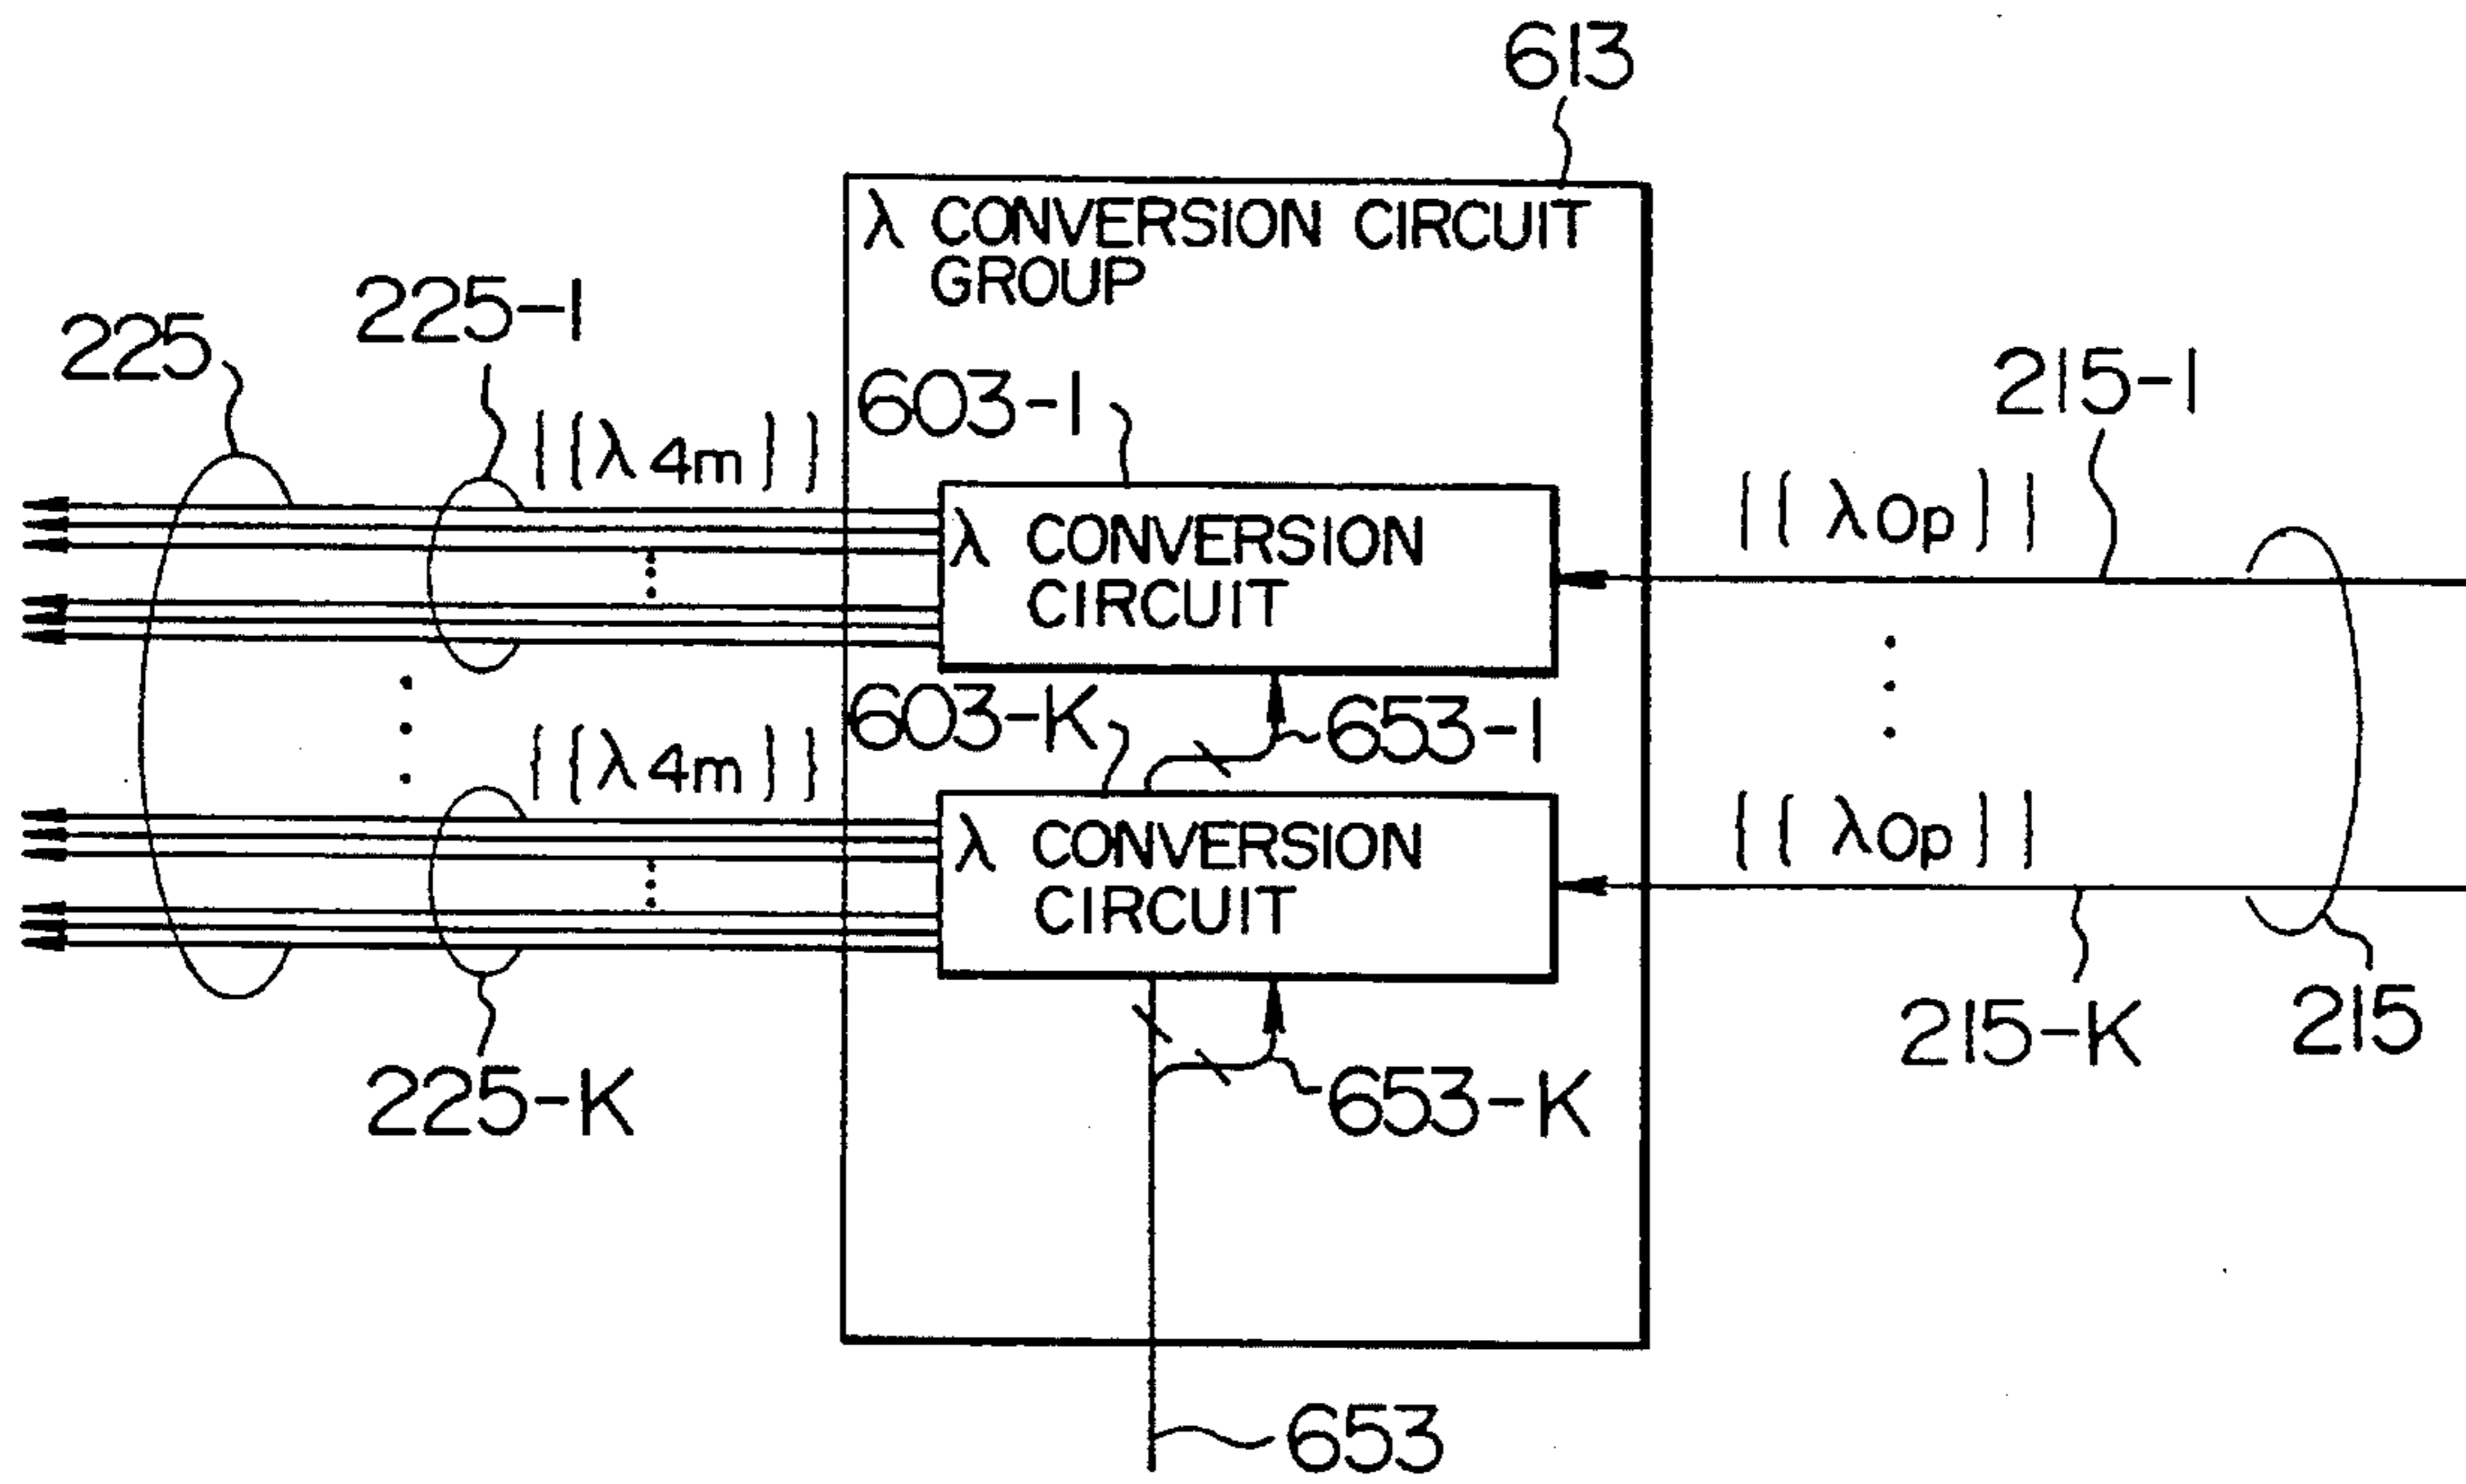 613
λ CONVERSION CIRCUIT
GROUP
225
225-1
603-1
215-1
{{λ4m}}
{{λ0p}}
λ CONVERSION
CIRCUIT
603-K
653-1
{{λ4m}}
{{λ0p}}
λ CONVERSION
CIRCUIT
225-K
653-K
215-K
215
653